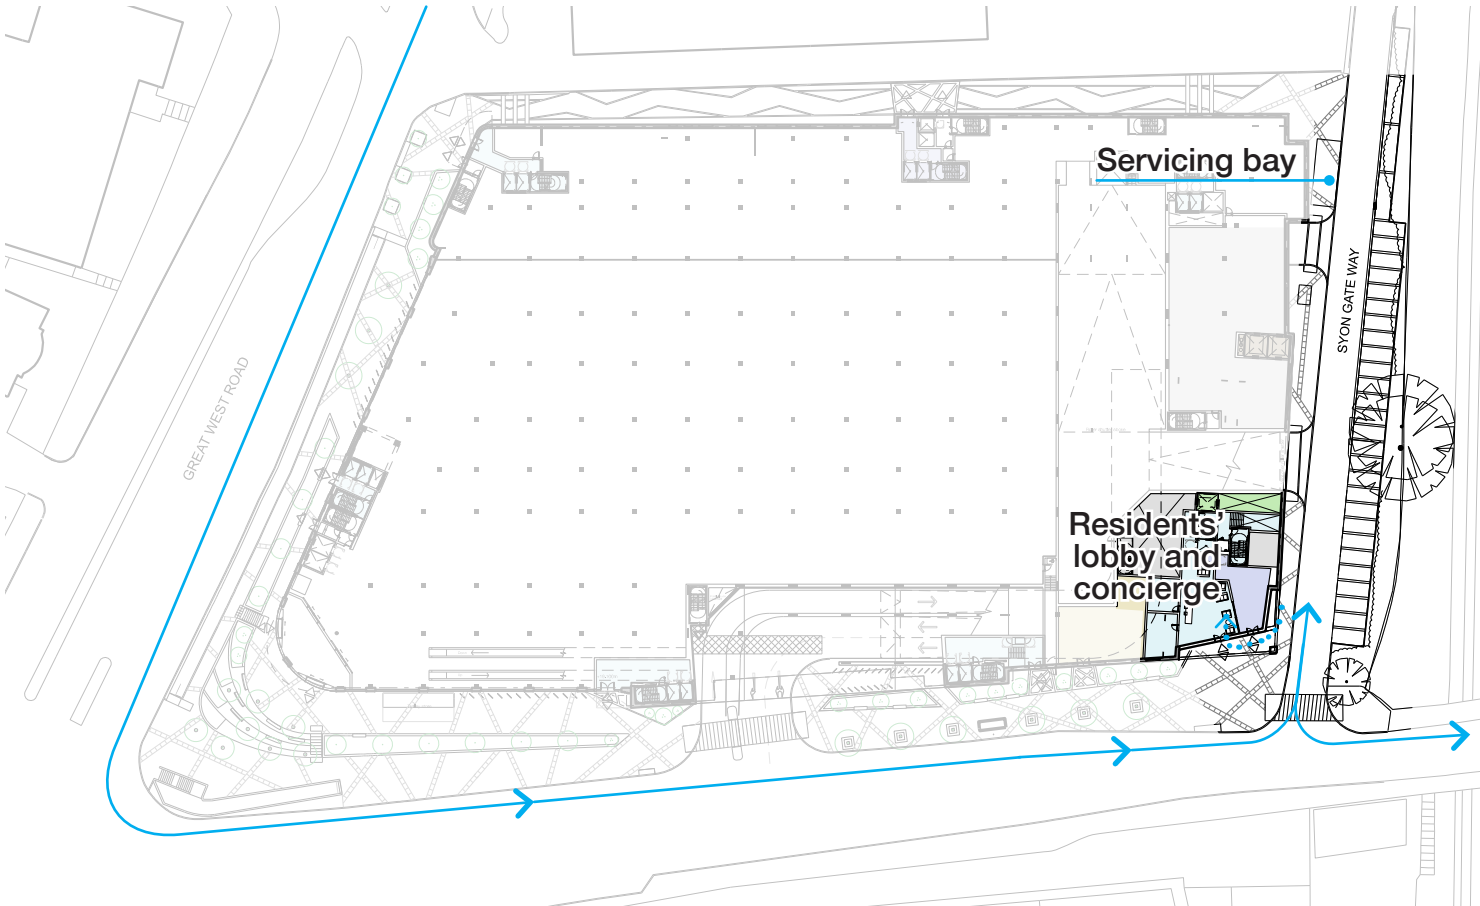 Servicing bay
SYON GATE WAY
GREAT WEST ROAD
Residents'
lobby and
concierge